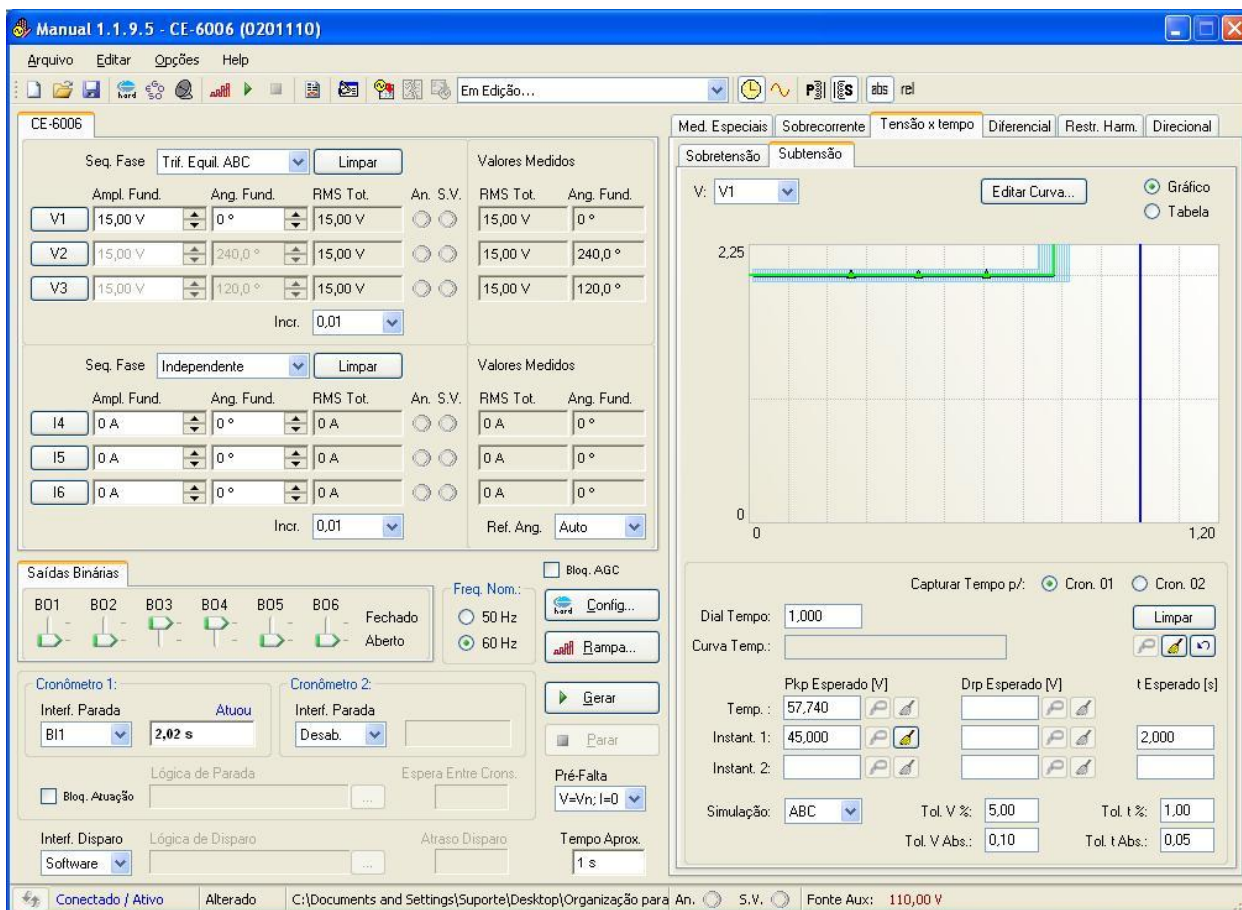 Manual 1.1.9.5 - CE-6006 (0201110)
Arquivo Editar Opções Help
hard Em Edição... P S abs rel
CE-6006
Seq. Fase Trif. Equil. ABC Limpar Valores Medidos
Ampl. Fund. Ang. Fund. RMS Tot. An. S.V. RMS Tot. Ang. Fund.
V1 15,00 V 0 ° 15,00 V 15,00 V 0 °
V2 15,00 V 240,0 ° 15,00 V 15,00 V 240,0 °
V3 15,00 V 120,0 ° 15,00 V 15,00 V 120,0 °
Incr. 0,01
Seq. Fase Independente Limpar Valores Medidos
Ampl. Fund. Ang. Fund. RMS Tot. An. S.V. RMS Tot. Ang. Fund.
I4 0 A 0 ° 0 A 0 A 0 °
I5 0 A 0 ° 0 A 0 A 0 °
I6 0 A 0 ° 0 A 0 A 0 °
Incr. 0,01 Ref. Ang. Auto
Saídas Binárias
BO1 BO2 BO3 BO4 BO5 BO6
Fechado
Aberto
Freq. Nom.:
50 Hz
60 Hz
Bloq. AGC
hard Config...
Rampa...
Cronômetro 1: Cronômetro 2:
Interf. Parada Atuou Interf. Parada
BI1 2,02 s Desab.
Gerar
Parar
Lógica de Parada Espera Entre Crons.
Bloq. Atuação ...
Pré-Falta
V=Vn; I=0
Interf. Disparo Lógica de Disparo Atraso Disparo Tempo Aprox.
Software ... 1 s
Med. Especiais Sobrecorrente Tensão x tempo Diferencial Restr. Harm. Direcional
Sobretensão Subtensão
V: V1 Editar Curva... Gráfico
Tabela
2,25
0
0 1,20
Capturar Tempo p/: Cron. 01 Cron. 02
Dial Tempo: 1,000 Limpar
Curva Temp.:
Pkp Esperado [V] Drp Esperado [V] t Esperado [s]
Temp. : 57,740
Instant. 1: 45,000 2,000
Instant. 2:
Simulação: ABC Tol. V %: 5,00 Tol. t %: 1,00
Tol. V Abs.: 0,10 Tol. t Abs.: 0,05
Conectado / Ativo Alterado C:\Documents and Settings\Suporte\Desktop\Organização para An. S.V. Fonte Aux: 110,00 V